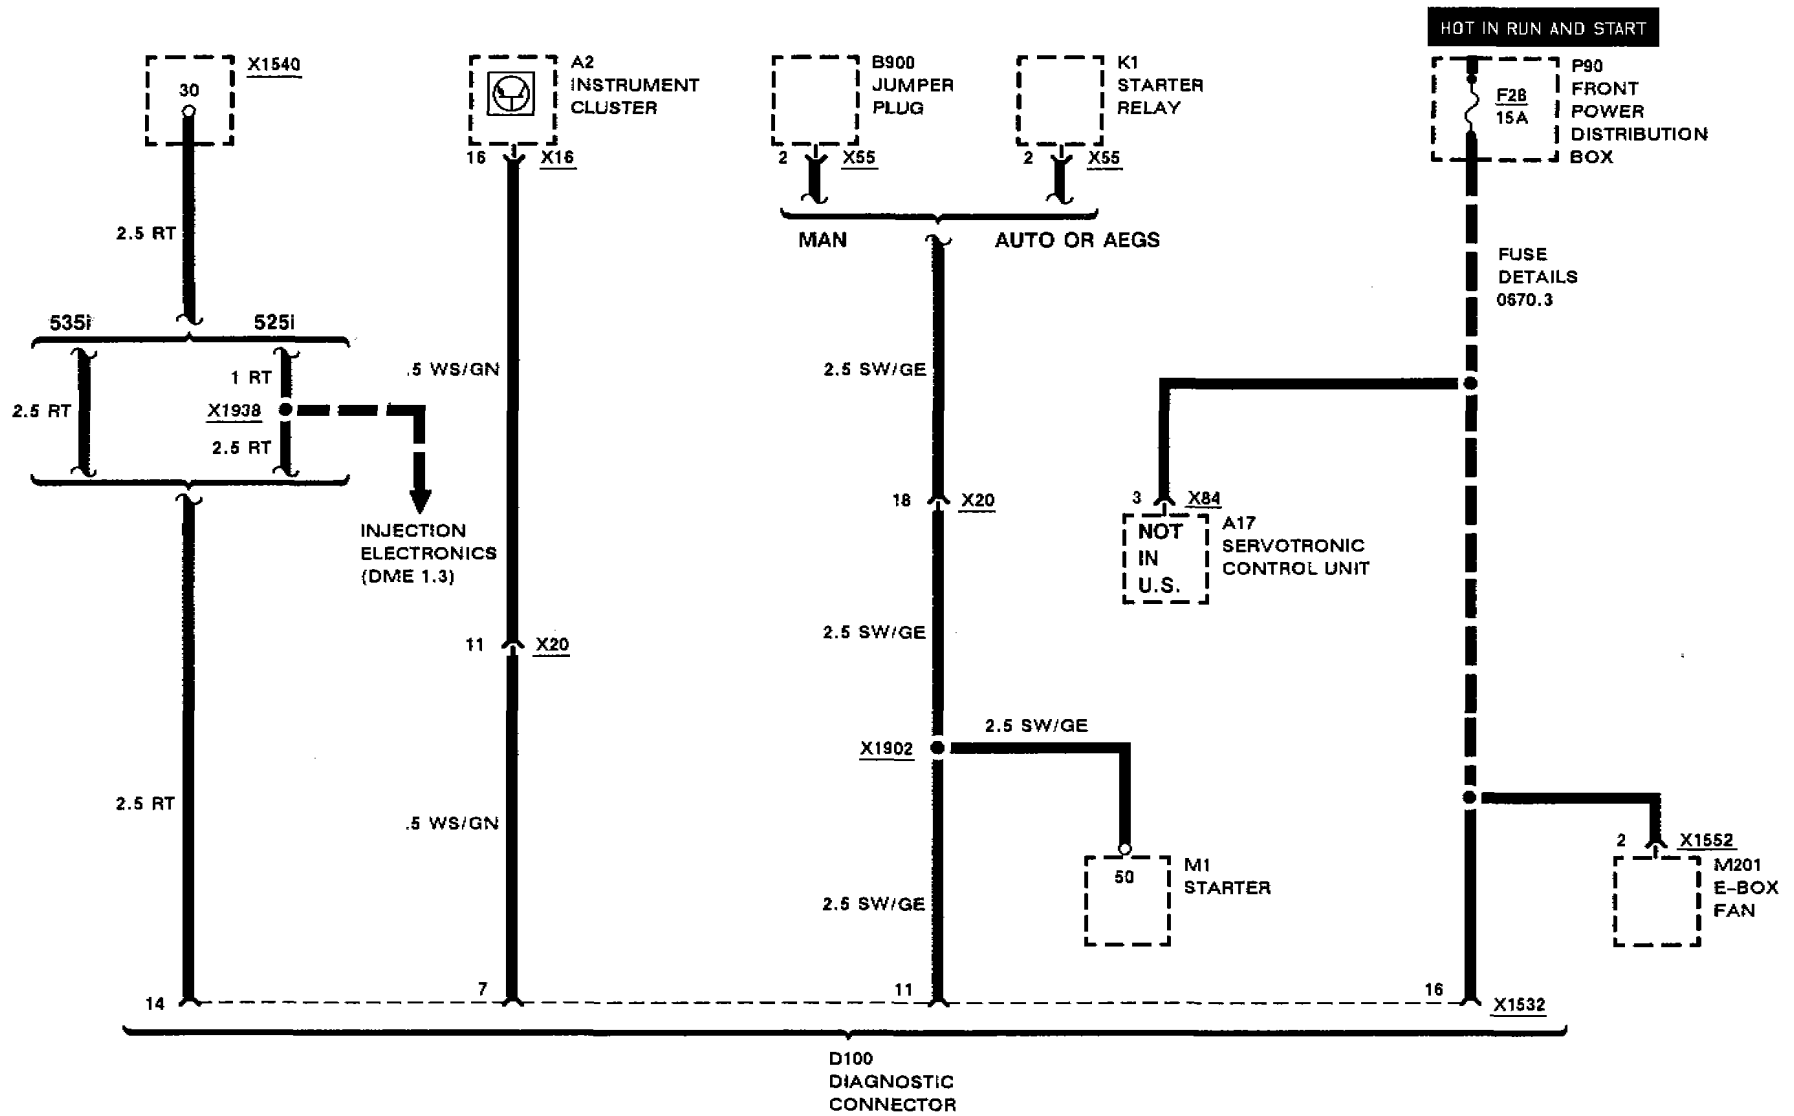 HOT IN RUN AND START
X1540
30
A2
INSTRUMENT
CLUSTER
B900
JUMPER
PLUG
K1
STARTER
RELAY
P90
FRONT
POWER
DISTRIBUTION
BOX
F28
15A
16
X16
2
X55
2
X55
2.5 RT
MAN
AUTO OR AEGS
FUSE
DETAILS
0670.3
535i
525i
1 RT
2.5 RT
X1938
2.5 RT
.5 WS/GN
2.5 SW/GE
INJECTION
ELECTRONICS
(DME 1.3)
18
X20
3
X84
NOT
IN
U.S.
A17
SERVOTRONIC
CONTROL UNIT
11
X20
2.5 SW/GE
X1902
2.5 SW/GE
2.5 RT
.5 WS/GN
2.5 SW/GE
50
M1
STARTER
2
X1552
M201
E-BOX
FAN
14
7
11
16
X1532
D100
DIAGNOSTIC
CONNECTOR